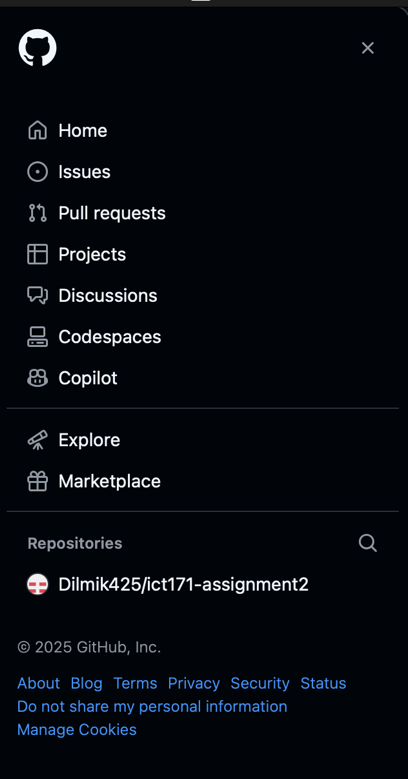 Home
Issues
Pull requests
Projects
Discussions
Codespaces
Copilot
Explore
Marketplace
Repositories
Dilmik425/ict171-assignment2
© 2025 GitHub, Inc.
About Blog Terms Privacy Security Status
Do not share my personal information
Manage Cookies